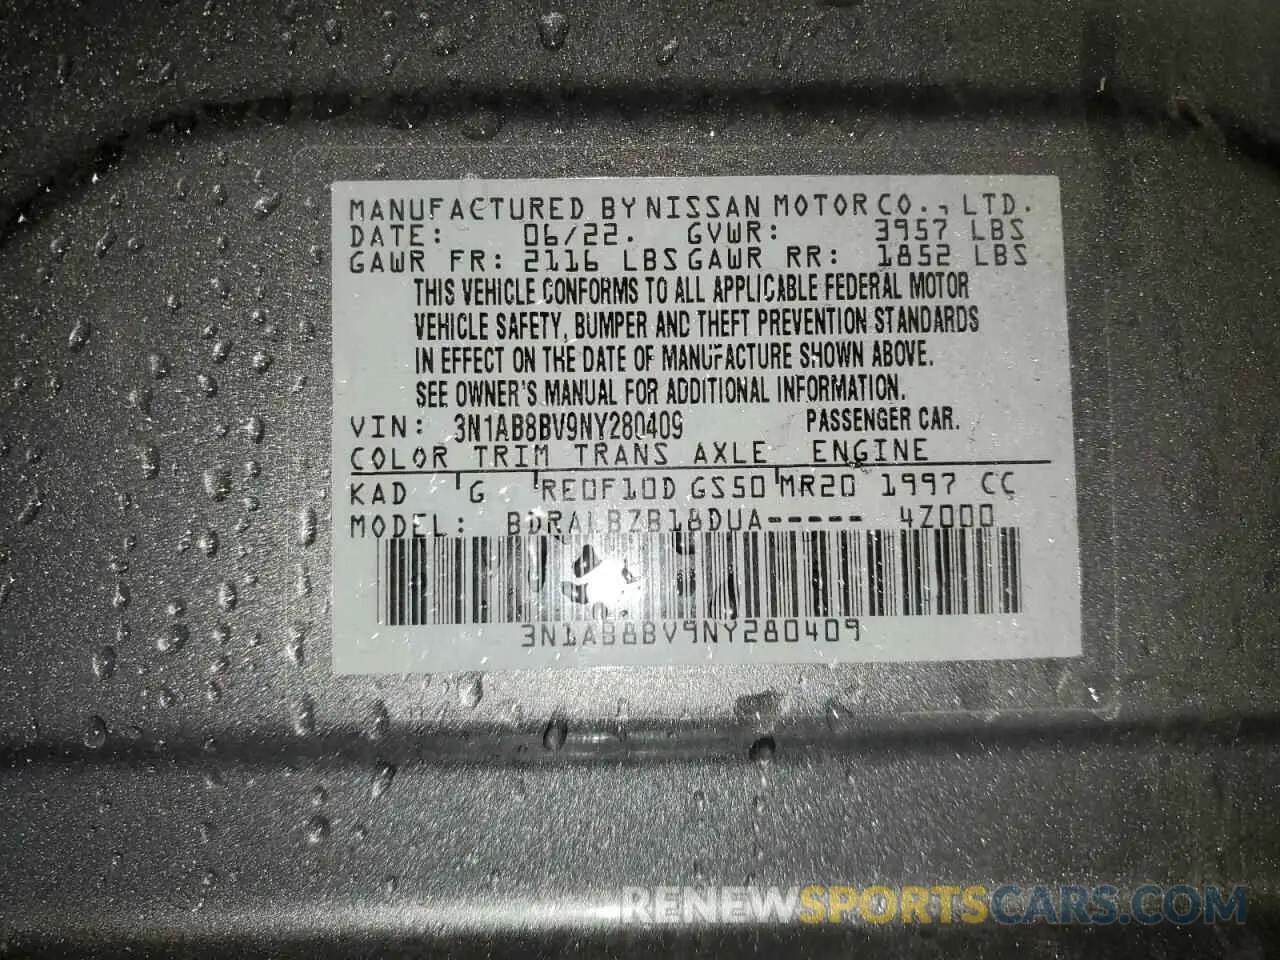 MANUFACTURED BY NISSAN MOTOR CO., LTD.
DATE: 06/22. GVWR: 3957 LBS
GAWR FR: 2116 LBS GAWR RR: 1852 LBS
THIS VEHICLE CONFORMS TO ALL APPLICABLE FEDERAL MOTOR
VEHICLE SAFETY, BUMPER AND THEFT PREVENTION STANDARDS
IN EFFECT ON THE DATE OF MANUFACTURE SHOWN ABOVE.
SEE OWNER'S MANUAL FOR ADDITIONAL INFORMATION.
VIN: 3N1AB8BV9NY280409 PASSENGER CAR.
COLOR TRIM TRANS AXLE ENGINE
KAD G RE0F10D GS50 MR20 1997 CC
MODEL: BDRALBZB18DUA----- 4Z000
3N1AB8BV9NY280409
RENEWSPORTSCARS.COM